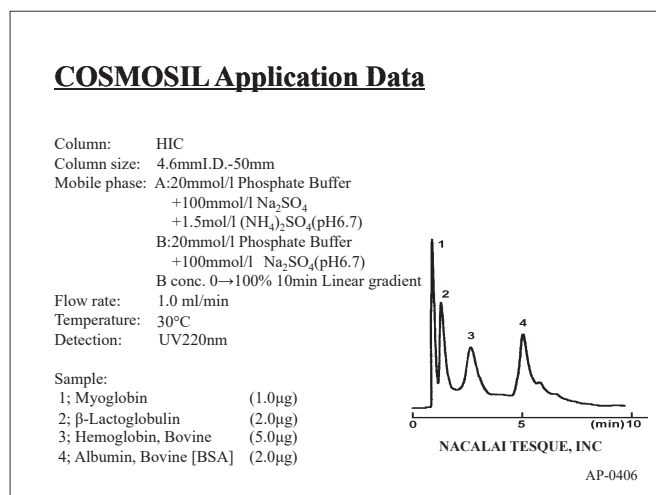 COSMOSIL Application Data
Column: HIC
Column size: 4.6mmI.D.-50mm
Mobile phase: A:20mmol/l Phosphate Buffer
+100mmol/l Na₂SO₄
+1.5mol/l (NH₄)₂SO₄(pH6.7)
B:20mmol/l Phosphate Buffer
+100mmol/l Na₂SO₄(pH6.7)
B conc. 0→100% 10min Linear gradient
Flow rate: 1.0 ml/min
Temperature: 30°C
Detection: UV220nm
Sample:
1; Myoglobin (1.0μg)
2; β-Lactoglobulin (2.0μg)
3; Hemoglobin, Bovine (5.0μg)
4; Albumin, Bovine [BSA] (2.0μg)
1
2
3
4
0 5 (min)10
NACALAI TESQUE, INC
AP-0406